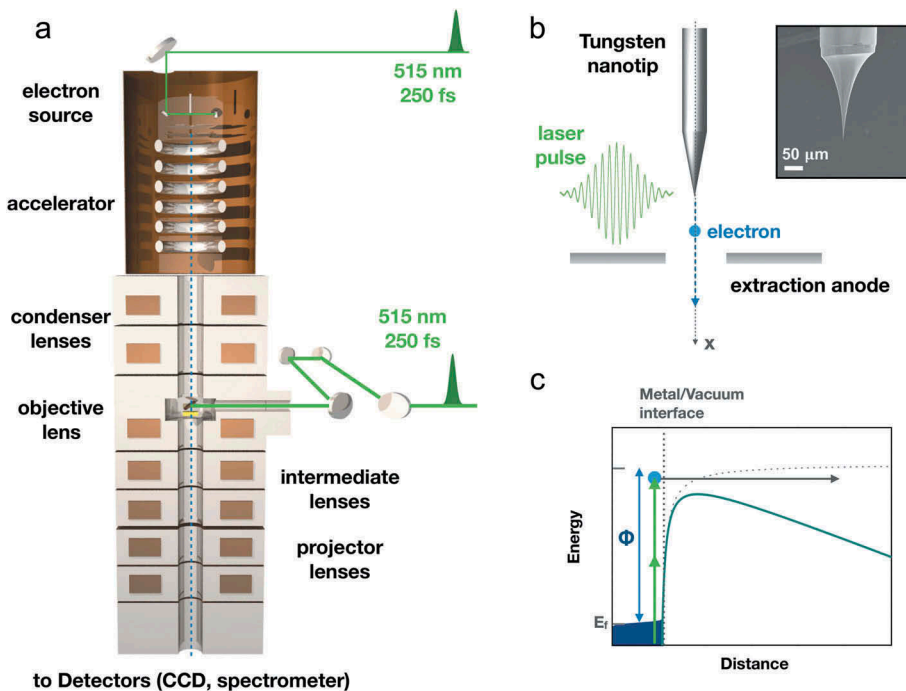 a
515 nm
250 fs
electron
source
accelerator
condenser
lenses
515 nm
250 fs
objective
lens
intermediate
lenses
projector
lenses
to Detectors (CCD, spectrometer)
b
Tungsten
nanotip
50 μm
laser
pulse
electron
extraction anode
x
c
Metal/Vacuum
interface
Energy
Φ
E_f
Distance